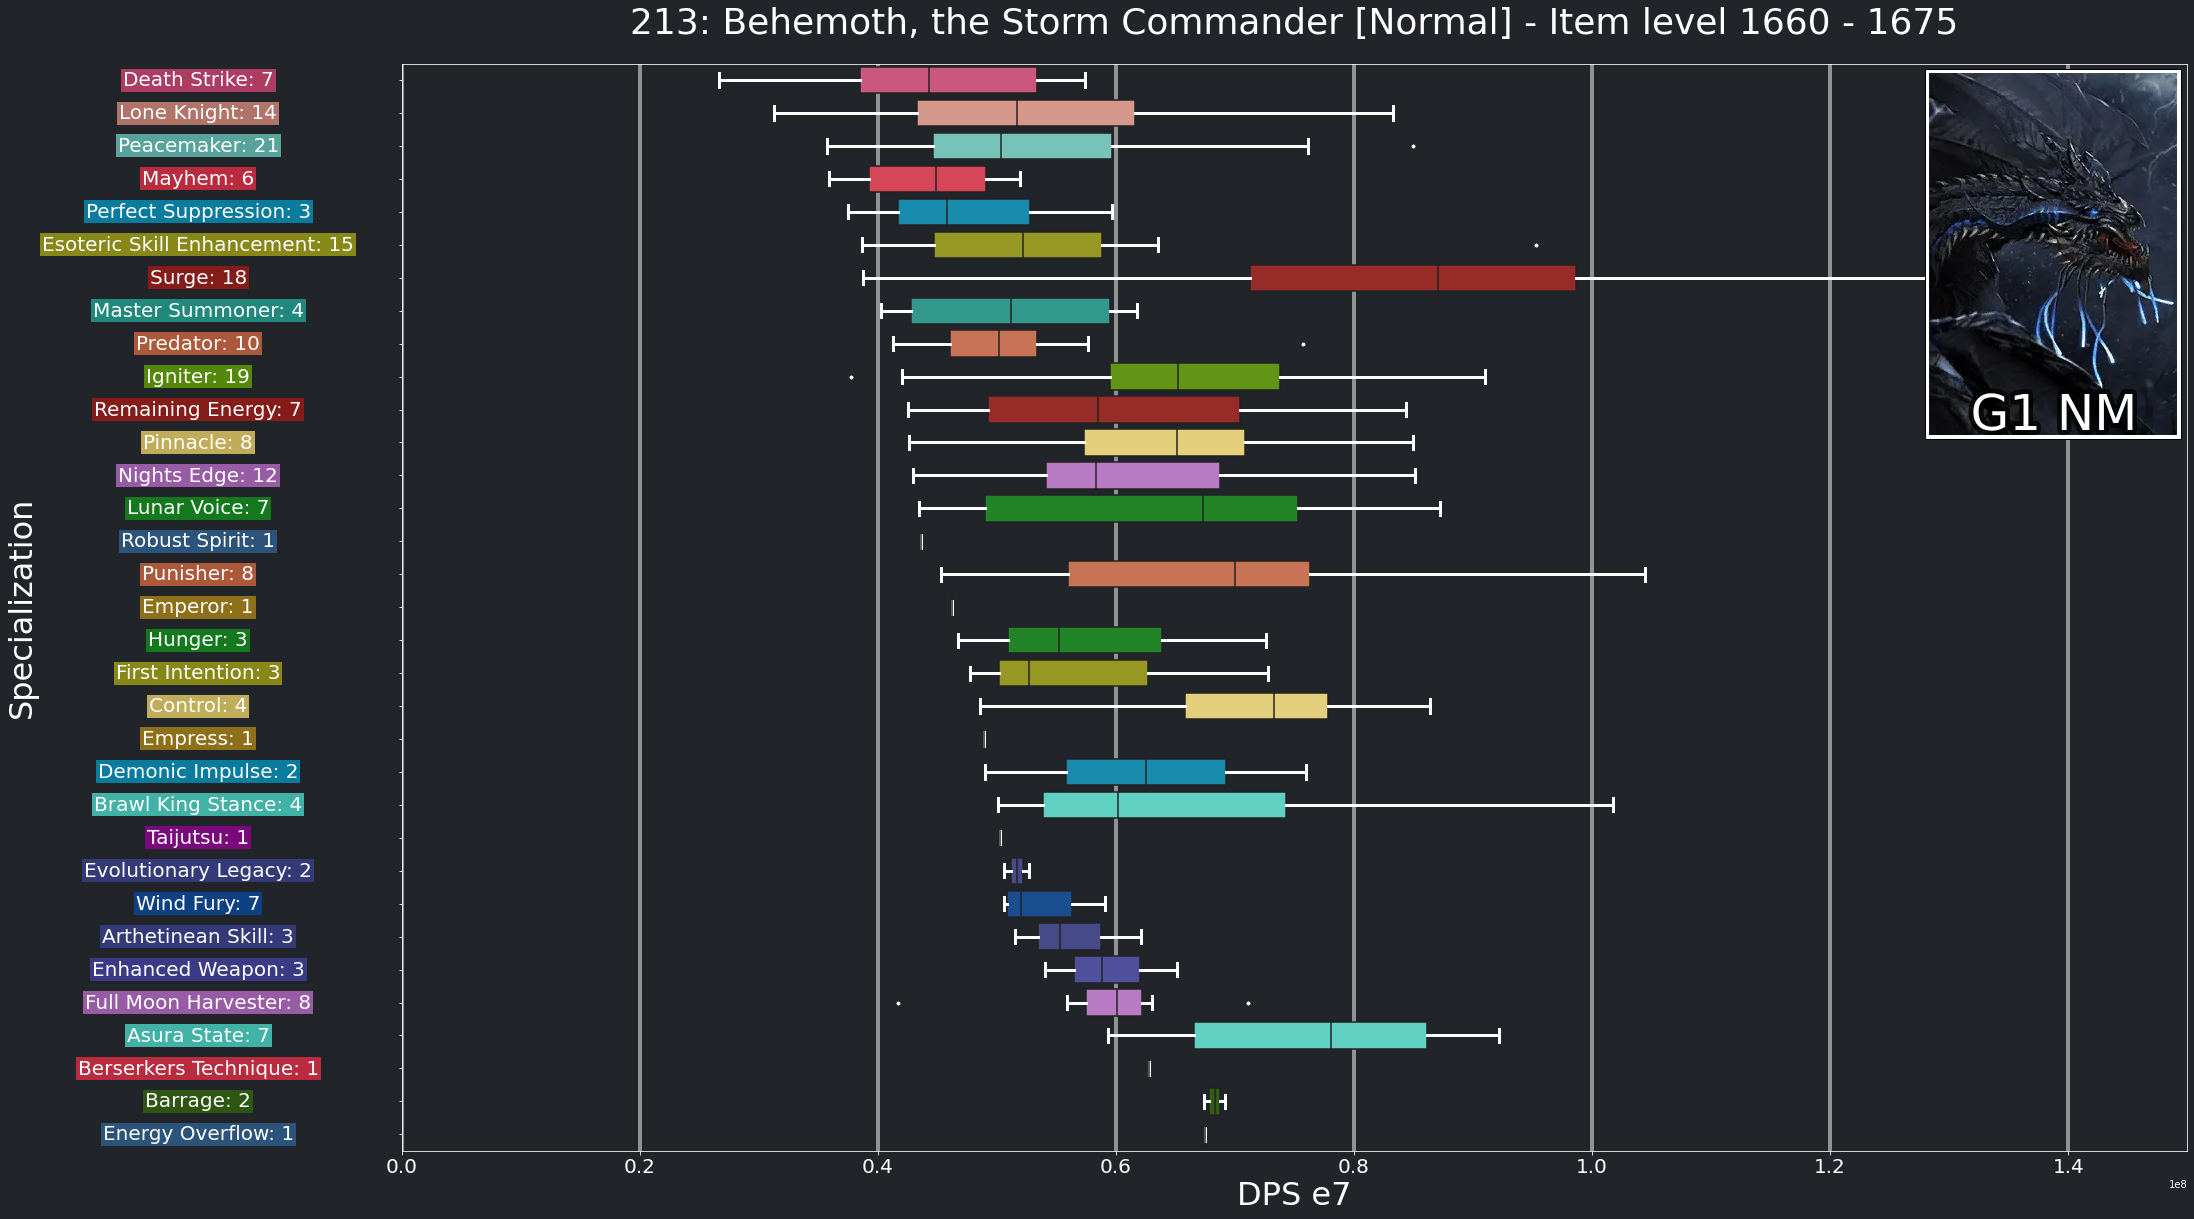 213: Behemoth, the Storm Commander [Normal] - Item level 1660 - 1675
Death Strike: 7
Lone Knight: 14
Peacemaker: 21
Mayhem: 6
Perfect Suppression: 3
Esoteric Skill Enhancement: 15
Surge: 18
Master Summoner: 4
Predator: 10
Igniter: 19
Remaining Energy: 7
Pinnacle: 8
Nights Edge: 12
Lunar Voice: 7
Robust Spirit: 1
Punisher: 8
Emperor: 1
Hunger: 3
First Intention: 3
Control: 4
Empress: 1
Demonic Impulse: 2
Brawl King Stance: 4
Taijutsu: 1
Evolutionary Legacy: 2
Wind Fury: 7
Arthetinean Skill: 3
Enhanced Weapon: 3
Full Moon Harvester: 8
Asura State: 7
Berserkers Technique: 1
Barrage: 2
Energy Overflow: 1
Specialization
G1 NM
0.0 0.2 0.4 0.6 0.8 1.0 1.2 1.4
DPS e7
1e8